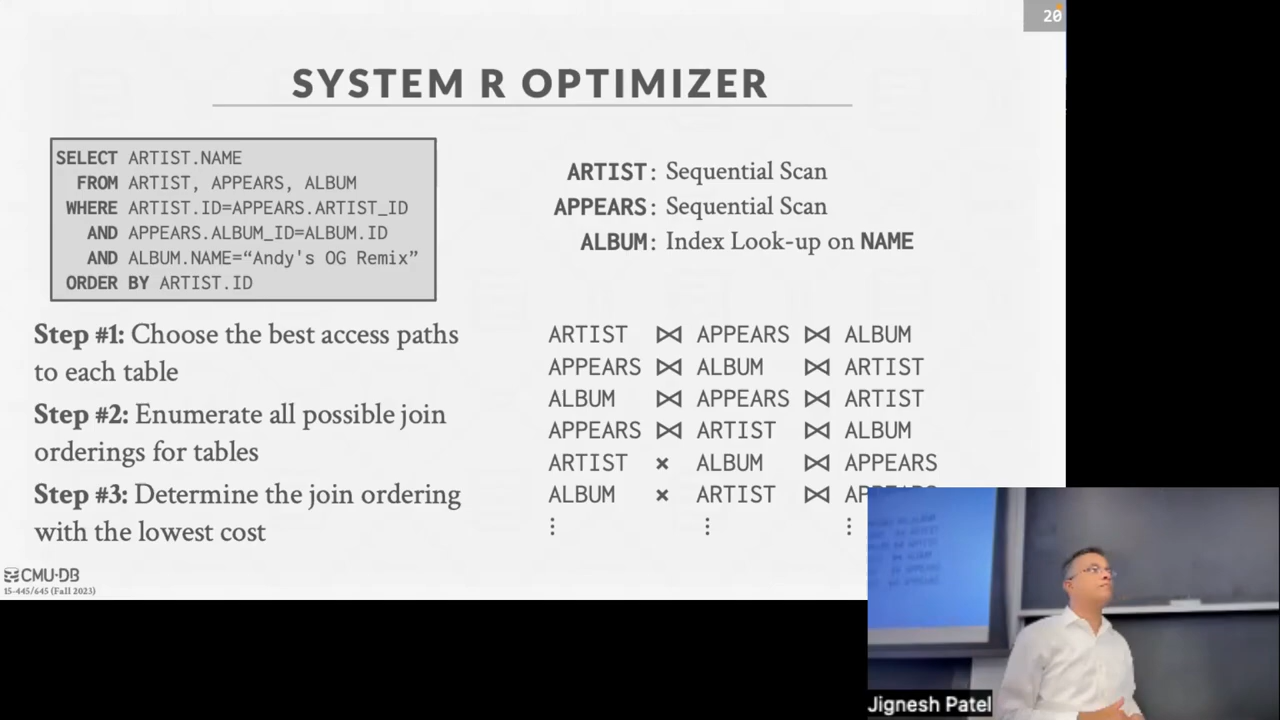 20
SYSTEM R OPTIMIZER
SELECT ARTIST.NAME
FROM ARTIST, APPEARS, ALBUM
WHERE ARTIST.ID=APPEARS.ARTIST_ID
AND APPEARS.ALBUM_ID=ALBUM.ID
AND ALBUM.NAME=“Andy's OG Remix”
ORDER BY ARTIST.ID
ARTIST: Sequential Scan
APPEARS: Sequential Scan
ALBUM: Index Look-up on NAME
Step #1: Choose the best access paths
to each table
Step #2: Enumerate all possible join
orderings for tables
Step #3: Determine the join ordering
with the lowest cost
ARTIST ⨝ APPEARS ⨝ ALBUM
APPEARS ⨝ ALBUM ⨝ ARTIST
ALBUM ⨝ APPEARS ⨝ ARTIST
APPEARS ⨝ ARTIST ⨝ ALBUM
ARTIST × ALBUM ⨝ APPEARS
ALBUM × ARTIST ⨝
⋮ ⋮ ⋮
CMU·DB
15-445/645 (Fall 2023)
Jignesh Patel